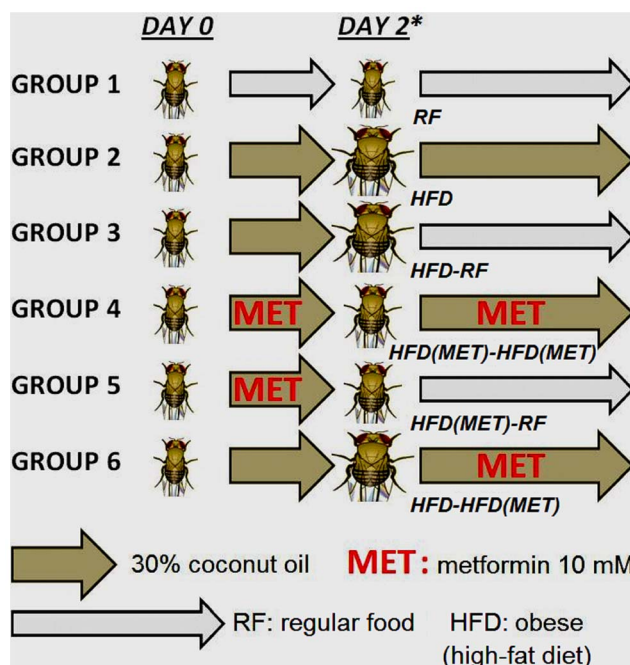 DAY 0 DAY 2*
GROUP 1
RF
GROUP 2
HFD
GROUP 3
HFD-RF
GROUP 4 MET MET
HFD(MET)-HFD(MET)
GROUP 5 MET
HFD(MET)-RF
GROUP 6 MET
HFD-HFD(MET)
30% coconut oil MET: metformin 10 mM
RF: regular food HFD: obese
(high-fat diet)